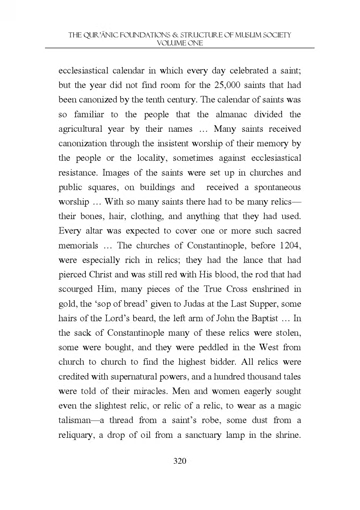 THE QUR'ĀNIC FOUNDATIONS & STRUCTURE OF MUSLIM SOCIETY
VOLUME ONE
ecclesiastical calendar in which every day celebrated a saint;
but the year did not find room for the 25,000 saints that had
been canonized by the tenth century. The calendar of saints was
so familiar to the people that the almanac divided the
agricultural year by their names … Many saints received
canonization through the insistent worship of their memory by
the people or the locality, sometimes against ecclesiastical
resistance. Images of the saints were set up in churches and
public squares, on buildings and received a spontaneous
worship … With so many saints there had to be many relics—
their bones, hair, clothing, and anything that they had used.
Every altar was expected to cover one or more such sacred
memorials … The churches of Constantinople, before 1204,
were especially rich in relics; they had the lance that had
pierced Christ and was still red with His blood, the rod that had
scourged Him, many pieces of the True Cross enshrined in
gold, the ‘sop of bread’ given to Judas at the Last Supper, some
hairs of the Lord’s beard, the left arm of John the Baptist … In
the sack of Constantinople many of these relics were stolen,
some were bought, and they were peddled in the West from
church to church to find the highest bidder. All relics were
credited with supernatural powers, and a hundred thousand tales
were told of their miracles. Men and women eagerly sought
even the slightest relic, or relic of a relic, to wear as a magic
talisman—a thread from a saint’s robe, some dust from a
reliquary, a drop of oil from a sanctuary lamp in the shrine.
320